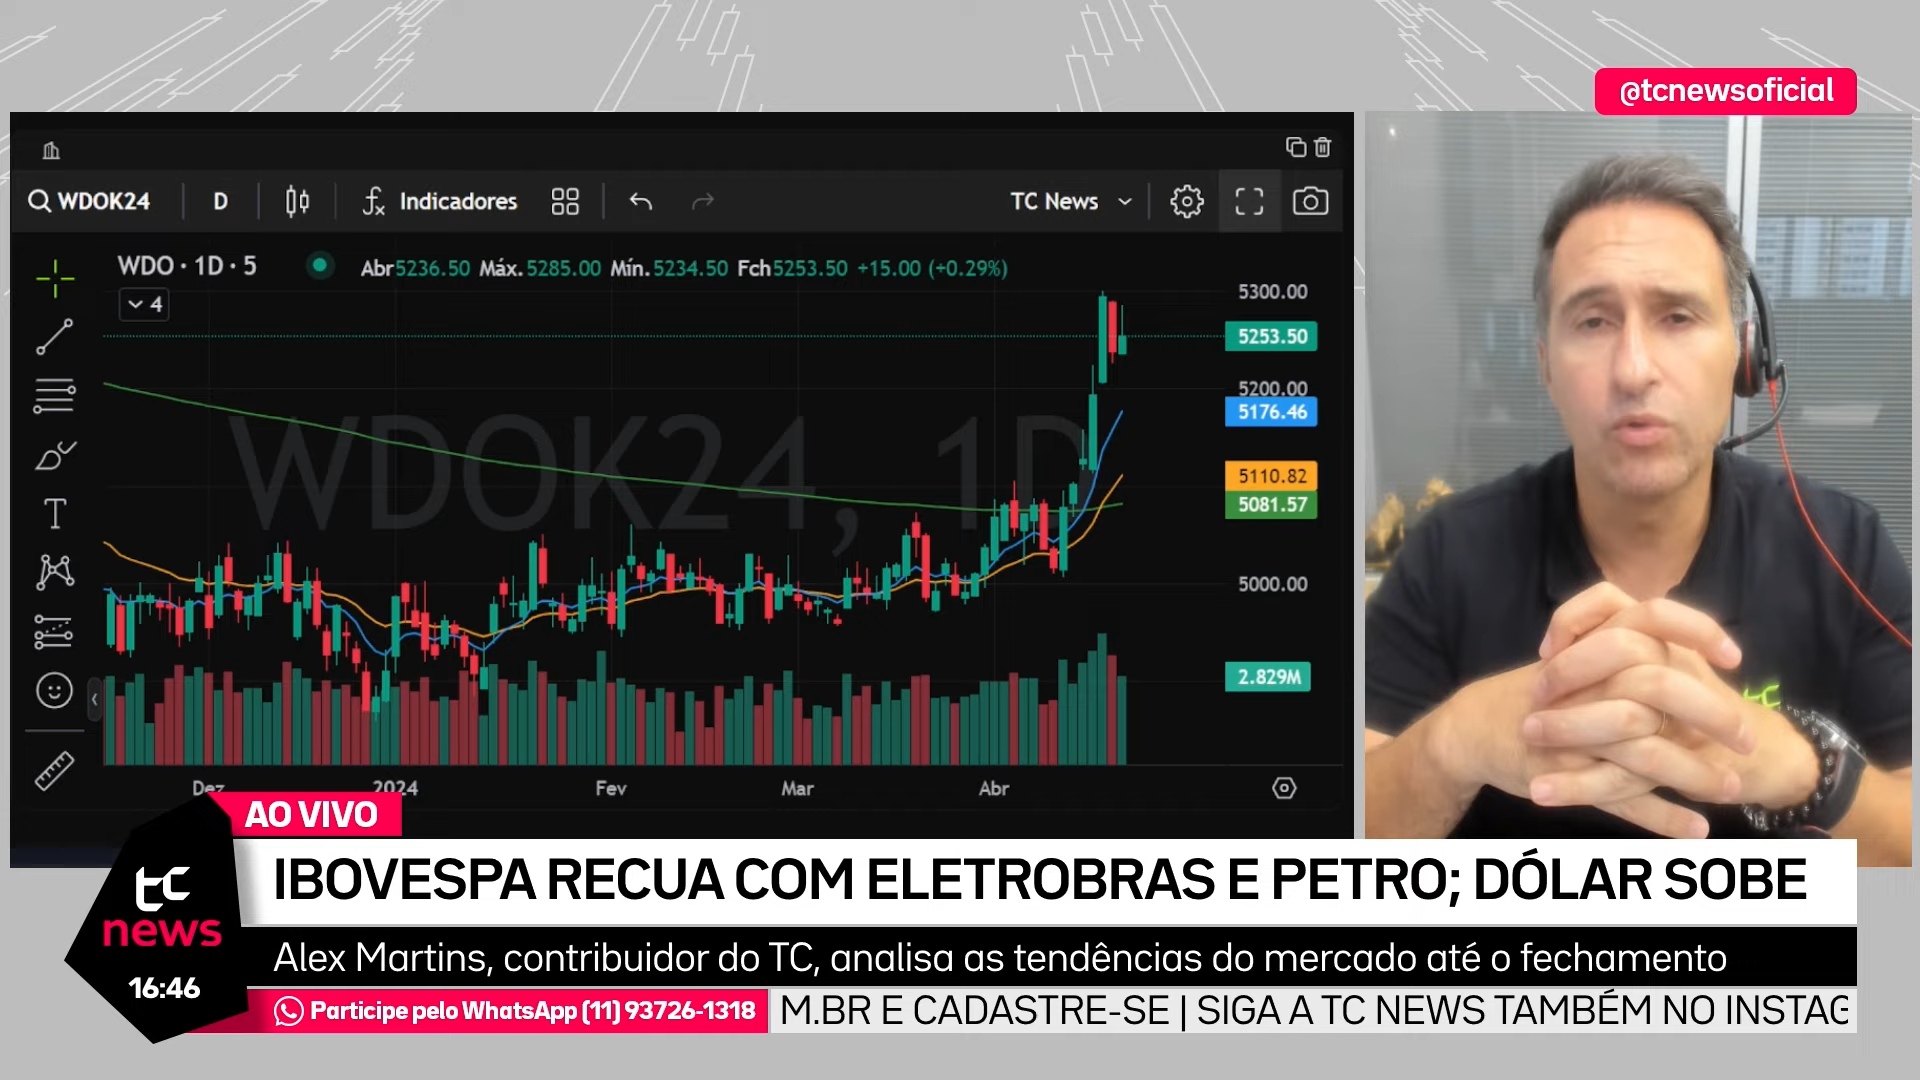 @tcnewsoficial
WDOK24 D Indicadores TC News
WDO · 1D · 5 Abr5236.50 Máx.5285.00 Mín.5234.50 Fch5253.50 +15.00 (+0.29%)
4
WDOK24, 1D
5300.00
5253.50
5200.00
5176.46
5110.82
5081.57
5000.00
2.829M
Dez 2024 Fev Mar Abr
tc
AO VIVO
IBOVESPA RECUA COM ELETROBRAS E PETRO; DÓLAR SOBE
tc
news
Alex Martins, contribuidor do TC, analisa as tendências do mercado até o fechamento
16:46
Participe pelo WhatsApp (11) 93726-1318
M.BR E CADASTRE-SE | SIGA A TC NEWS TAMBÉM NO INSTAG